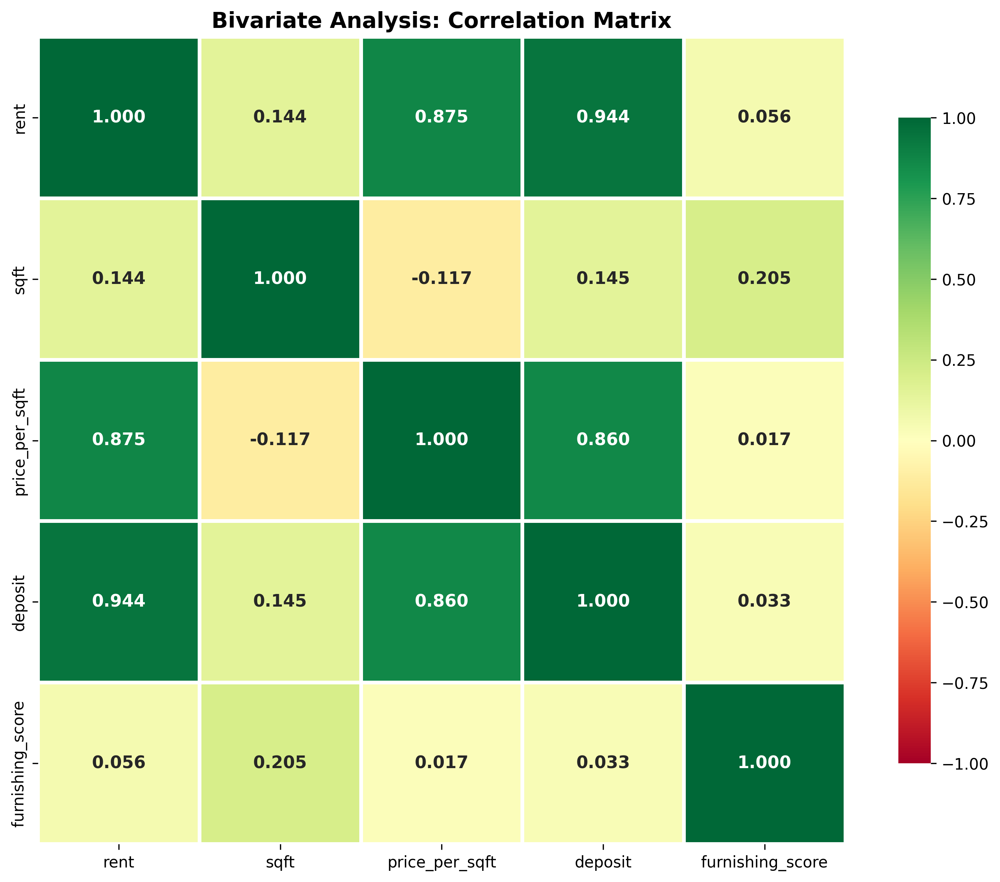 Bivariate Analysis: Correlation Matrix
rent
1.000 0.144 0.875 0.944 0.056
sqft
0.144 1.000 -0.117 0.145 0.205
price_per_sqft
0.875 -0.117 1.000 0.860 0.017
deposit
0.944 0.145 0.860 1.000 0.033
furnishing_score
0.056 0.205 0.017 0.033 1.000
rent sqft price_per_sqft deposit furnishing_score
1.00
0.75
0.50
0.25
0.00
−0.25
−0.50
−0.75
−1.00